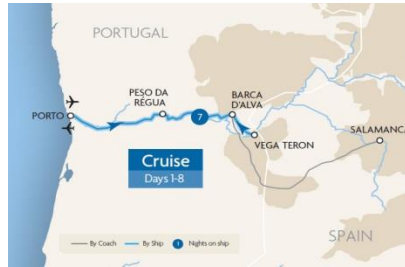 PORTUGAL
PORTO
PESO DA
RÉGUA
7
BARCA
D'ALVA
VEGA TERON
SALAMANCA
Cruise
Days 1-8
SPAIN
By Coach
By Ship
1 Nights on ship